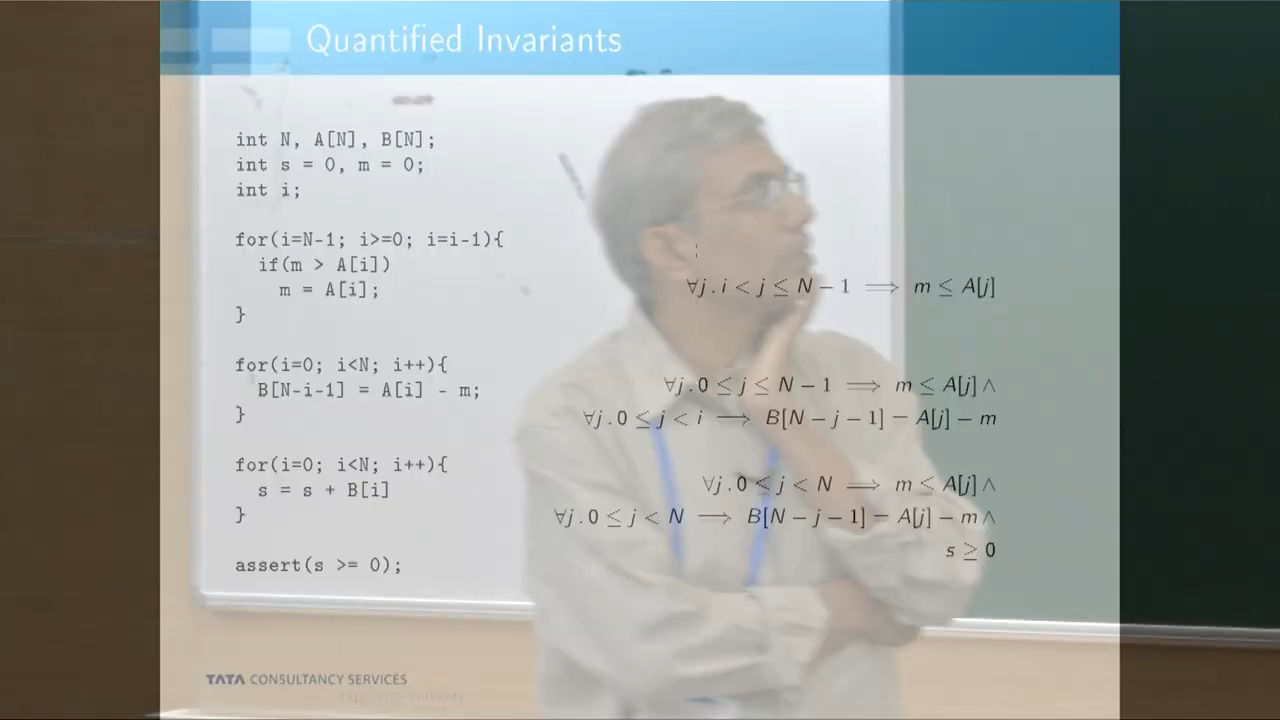 Quantified Invariants
int N, A[N], B[N];
int s = 0, m = 0;
int i;
for(i=N-1; i>=0; i=i-1){
if(m > A[i])
m = A[i];
}
∀j . i < j ≤ N − 1 ⟹ m ≤ A[j]
for(i=0; i<N; i++){
B[N-i-1] = A[i] - m;
}
∀j . 0 ≤ j ≤ N − 1 ⟹ m ≤ A[j] ∧
∀j . 0 ≤ j < i ⟹ B[N − j − 1] = A[j] − m
for(i=0; i<N; i++){
s = s + B[i]
}
∀j . 0 ≤ j < N ⟹ m ≤ A[j] ∧
∀j . 0 ≤ j < N ⟹ B[N − j − 1] = A[j] − m ∧
s ≥ 0
assert(s >= 0);
TATA CONSULTANCY SERVICES